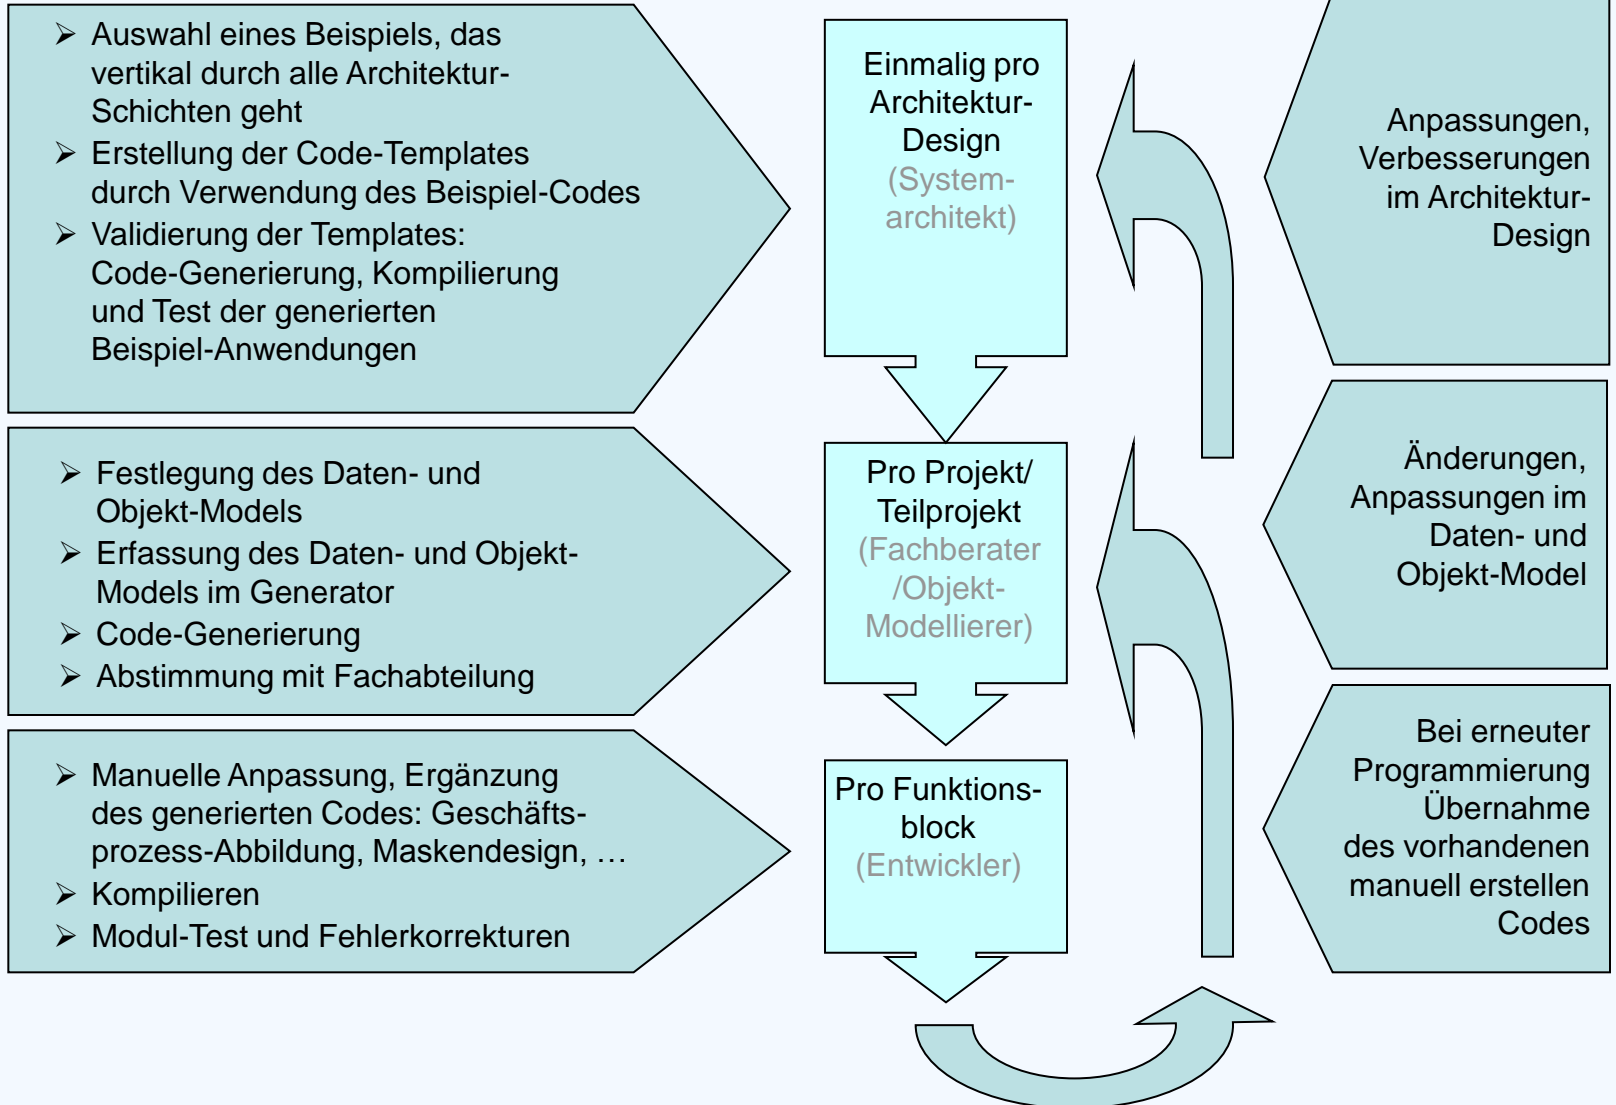 ➢ Auswahl eines Beispiels, das
vertikal durch alle Architektur-
Schichten geht
➢ Erstellung der Code-Templates
durch Verwendung des Beispiel-Codes
➢ Validierung der Templates:
Code-Generierung, Kompilierung
und Test der generierten
Beispiel-Anwendungen
Einmalig pro
Architektur-
Design
(System-
architekt)
Anpassungen,
Verbesserungen
im Architektur-
Design
➢ Festlegung des Daten- und
Objekt-Models
➢ Erfassung des Daten- und Objekt-
Models im Generator
➢ Code-Generierung
➢ Abstimmung mit Fachabteilung
Pro Projekt/
Teilprojekt
(Fachberater
/Objekt-
Modellierer)
Änderungen,
Anpassungen im
Daten- und
Objekt-Model
➢ Manuelle Anpassung, Ergänzung
des generierten Codes: Geschäfts-
prozess-Abbildung, Maskendesign, …
➢ Kompilieren
➢ Modul-Test und Fehlerkorrekturen
Pro Funktions-
block
(Entwickler)
Bei erneuter
Programmierung
Übernahme
des vorhandenen
manuell erstellen
Codes